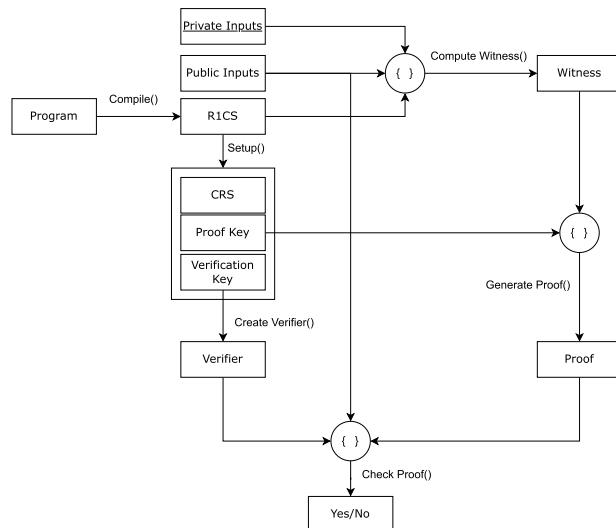 Private Inputs
Public Inputs
{ }
Compute Witness()
Witness
Compile()
Program
R1CS
Setup()
CRS
Proof Key
{ }
Verification
Key
Generate Proof()
Create Verifier()
Verifier
Proof
{ }
Check Proof()
Yes/No